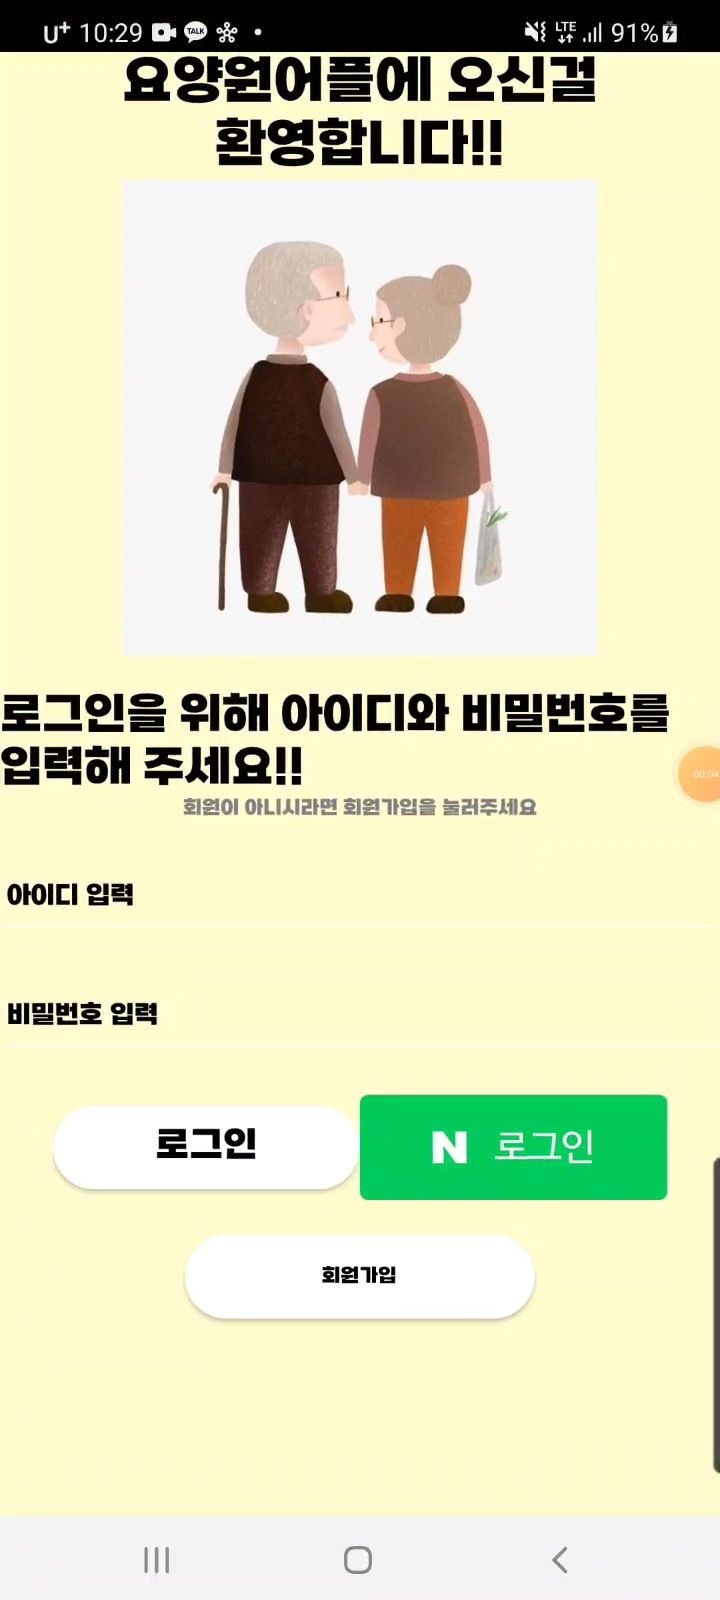 U+ 10:29 TALK LTE 91%
요양원어플에 오신걸
환영합니다!!
로그인을 위해 아이디와 비밀번호를
입력해 주세요!!
00:04
회원이 아니시라면 회원가입을 눌러주세요
아이디 입력
비밀번호 입력
로그인 N 로그인
회원가입